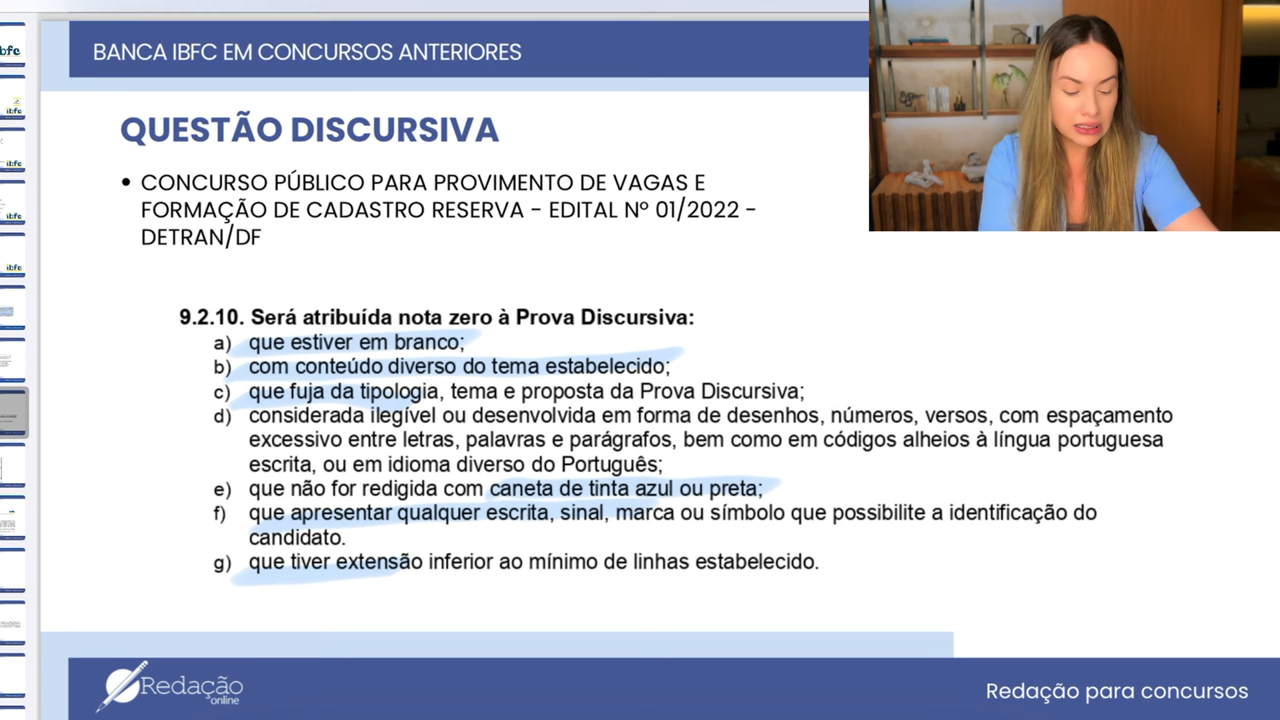 BANCA IBFC EM CONCURSOS ANTERIORES
QUESTÃO DISCURSIVA
• CONCURSO PÚBLICO PARA PROVIMENTO DE VAGAS E
FORMAÇÃO DE CADASTRO RESERVA - EDITAL Nº 01/2022 -
DETRAN/DF
9.2.10. Será atribuída nota zero à Prova Discursiva:
a) que estiver em branco;
b) com conteúdo diverso do tema estabelecido;
c) que fuja da tipologia, tema e proposta da Prova Discursiva;
d) considerada ilegível ou desenvolvida em forma de desenhos, números, versos, com espaçamento
excessivo entre letras, palavras e parágrafos, bem como em códigos alheios à língua portuguesa
escrita, ou em idioma diverso do Português;
e) que não for redigida com caneta de tinta azul ou preta;
f) que apresentar qualquer escrita, sinal, marca ou símbolo que possibilite a identificação do
candidato.
g) que tiver extensão inferior ao mínimo de linhas estabelecido.
Redação
online
Redação para concursos
bfc
ibfc
ibfc
ibfc
ibfc